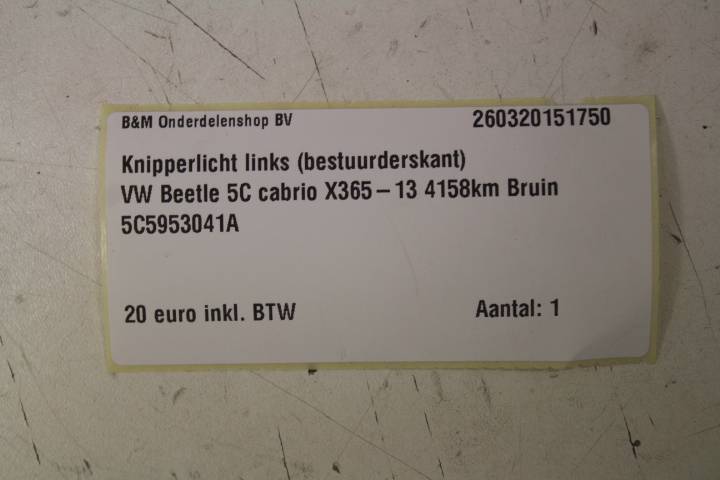 B&M Onderdelenshop BV 260320151750
Knipperlicht links (bestuurderskant)
VW Beetle 5C cabrio X365–13 4158km Bruin
5C5953041A
20 euro inkl. BTW Aantal: 1